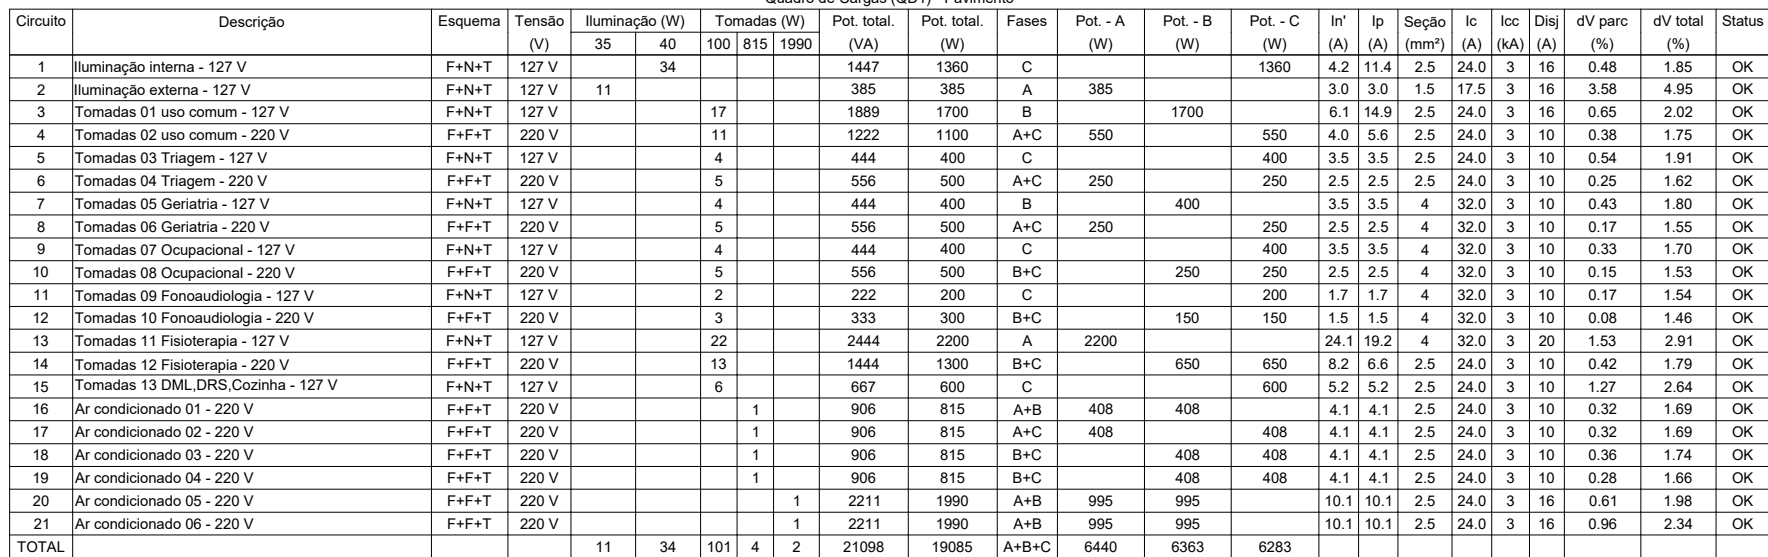 Quadro de Cargas (QD1) - Pavimento
Circuito Descrição Esquema Tensão Iluminação (W) Tomadas (W) Pot. total. Pot. total. Fases Pot. - A Pot. - B Pot. - C In' Ip Seção Ic Icc Disj dV parc dV total Status
(V) 35 40 100 815 1990 (VA) (W) (W) (W) (W) (A) (A) (mm²) (A) (kA) (A) (%) (%)
1 Iluminação interna - 127 V F+N+T 127 V 34 1447 1360 C 1360 4.2 11.4 2.5 24.0 3 16 0.48 1.85 OK
2 Iluminação externa - 127 V F+N+T 127 V 11 385 385 A 385 3.0 3.0 1.5 17.5 3 16 3.58 4.95 OK
3 Tomadas 01 uso comum - 127 V F+N+T 127 V 17 1889 1700 B 1700 6.1 14.9 2.5 24.0 3 16 0.65 2.02 OK
4 Tomadas 02 uso comum - 220 V F+F+T 220 V 11 1222 1100 A+C 550 550 4.0 5.6 2.5 24.0 3 10 0.38 1.75 OK
5 Tomadas 03 Triagem - 127 V F+N+T 127 V 4 444 400 C 400 3.5 3.5 2.5 24.0 3 10 0.54 1.91 OK
6 Tomadas 04 Triagem - 220 V F+F+T 220 V 5 556 500 A+C 250 250 2.5 2.5 2.5 24.0 3 10 0.25 1.62 OK
7 Tomadas 05 Geriatria - 127 V F+N+T 127 V 4 444 400 B 400 3.5 3.5 4 32.0 3 10 0.43 1.80 OK
8 Tomadas 06 Geriatria - 220 V F+F+T 220 V 5 556 500 A+C 250 250 2.5 2.5 4 32.0 3 10 0.17 1.55 OK
9 Tomadas 07 Ocupacional - 127 V F+N+T 127 V 4 444 400 C 400 3.5 3.5 4 32.0 3 10 0.33 1.70 OK
10 Tomadas 08 Ocupacional - 220 V F+F+T 220 V 5 556 500 B+C 250 250 2.5 2.5 4 32.0 3 10 0.15 1.53 OK
11 Tomadas 09 Fonoaudiologia - 127 V F+N+T 127 V 2 222 200 C 200 1.7 1.7 4 32.0 3 10 0.17 1.54 OK
12 Tomadas 10 Fonoaudiologia - 220 V F+F+T 220 V 3 333 300 B+C 150 150 1.5 1.5 4 32.0 3 10 0.08 1.46 OK
13 Tomadas 11 Fisioterapia - 127 V F+N+T 127 V 22 2444 2200 A 2200 24.1 19.2 4 32.0 3 20 1.53 2.91 OK
14 Tomadas 12 Fisioterapia - 220 V F+F+T 220 V 13 1444 1300 B+C 650 650 8.2 6.6 2.5 24.0 3 10 0.42 1.79 OK
15 Tomadas 13 DML,DRS,Cozinha - 127 V F+N+T 127 V 6 667 600 C 600 5.2 5.2 2.5 24.0 3 10 1.27 2.64 OK
16 Ar condicionado 01 - 220 V F+F+T 220 V 1 906 815 A+B 408 408 4.1 4.1 2.5 24.0 3 10 0.32 1.69 OK
17 Ar condicionado 02 - 220 V F+F+T 220 V 1 906 815 A+C 408 408 4.1 4.1 2.5 24.0 3 10 0.32 1.69 OK
18 Ar condicionado 03 - 220 V F+F+T 220 V 1 906 815 B+C 408 408 4.1 4.1 2.5 24.0 3 10 0.36 1.74 OK
19 Ar condicionado 04 - 220 V F+F+T 220 V 1 906 815 B+C 408 408 4.1 4.1 2.5 24.0 3 10 0.28 1.66 OK
20 Ar condicionado 05 - 220 V F+F+T 220 V 1 2211 1990 A+B 995 995 10.1 10.1 2.5 24.0 3 16 0.61 1.98 OK
21 Ar condicionado 06 - 220 V F+F+T 220 V 1 2211 1990 A+B 995 995 10.1 10.1 2.5 24.0 3 16 0.96 2.34 OK
TOTAL 11 34 101 4 2 21098 19085 A+B+C 6440 6363 6283